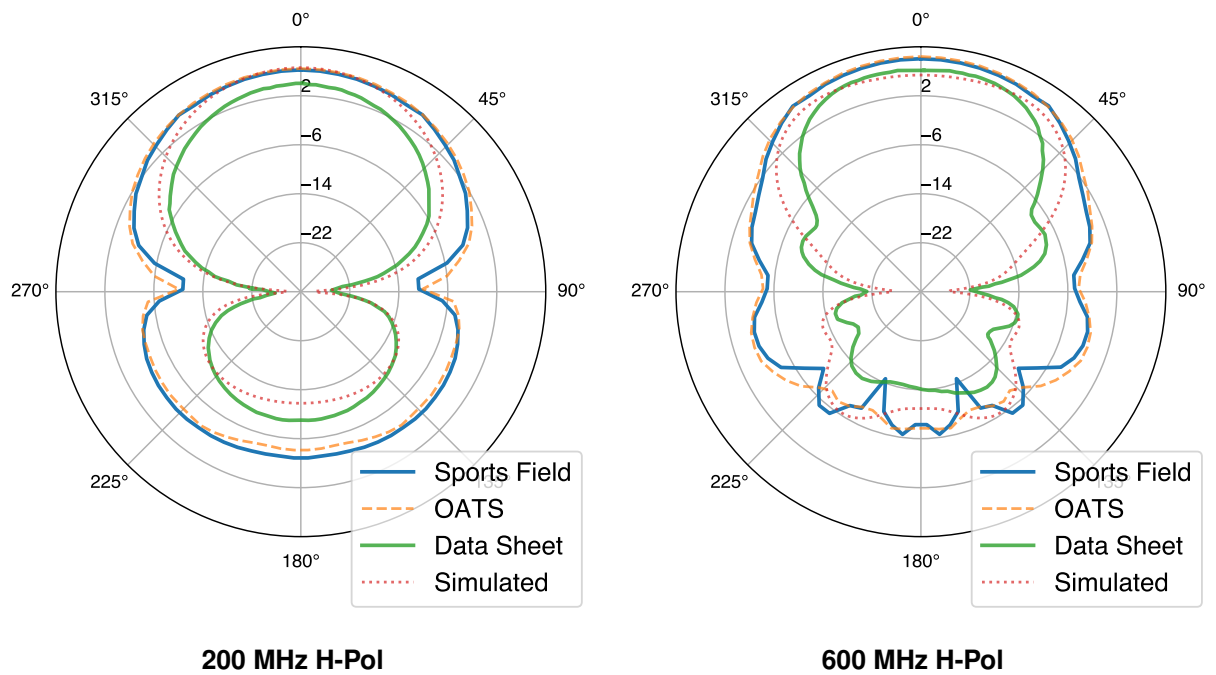 0°
315°
45°
2
−6
−14
−22
270°
90°
225°
135°
180°
Sports Field
OATS
Data Sheet
Simulated
200 MHz H-Pol
0°
315°
45°
2
−6
−14
−22
270°
90°
225°
135°
180°
Sports Field
OATS
Data Sheet
Simulated
600 MHz H-Pol